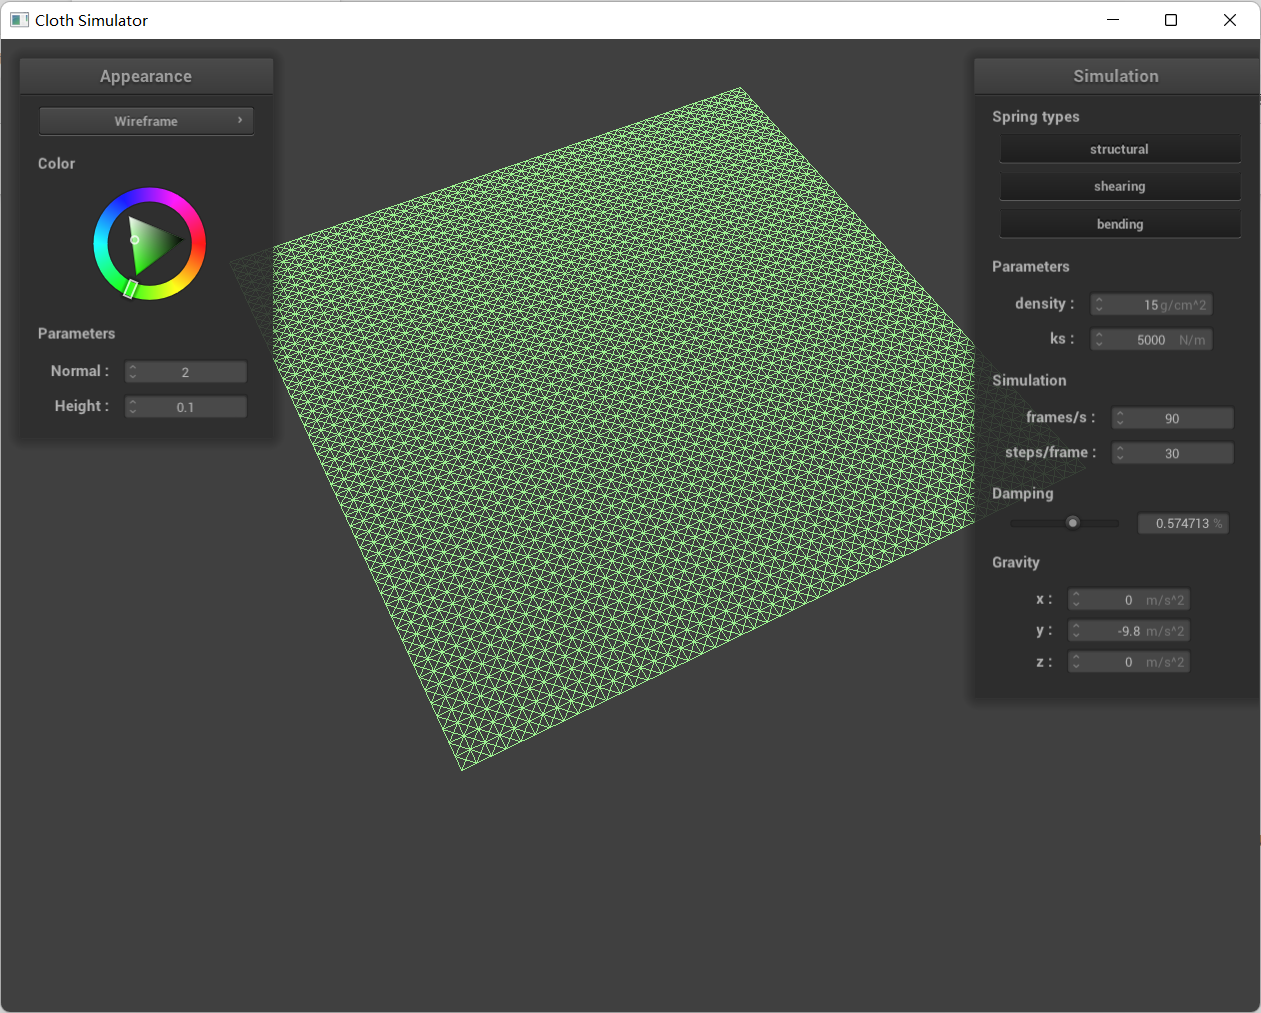 Cloth Simulator
Appearance
Wireframe
Color
Parameters
Normal : 2
Height : 0.1
Simulation
Spring types
structural
shearing
bending
Parameters
density : 15 g/cm^2
ks : 5000 N/m
Simulation
frames/s : 90
steps/frame : 30
Damping
0.574713 %
Gravity
x : 0 m/s^2
y : -9.8 m/s^2
z : 0 m/s^2